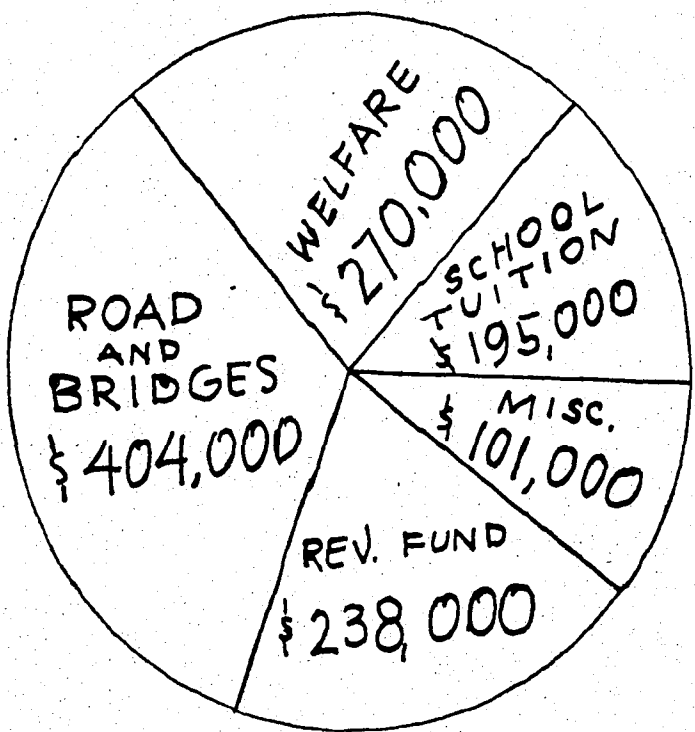 WELFARE
$270,000
SCHOOL
TUITION
$195,000
ROAD
AND
BRIDGES
$404,000
MISC.
$101,000
REV. FUND
$238,000